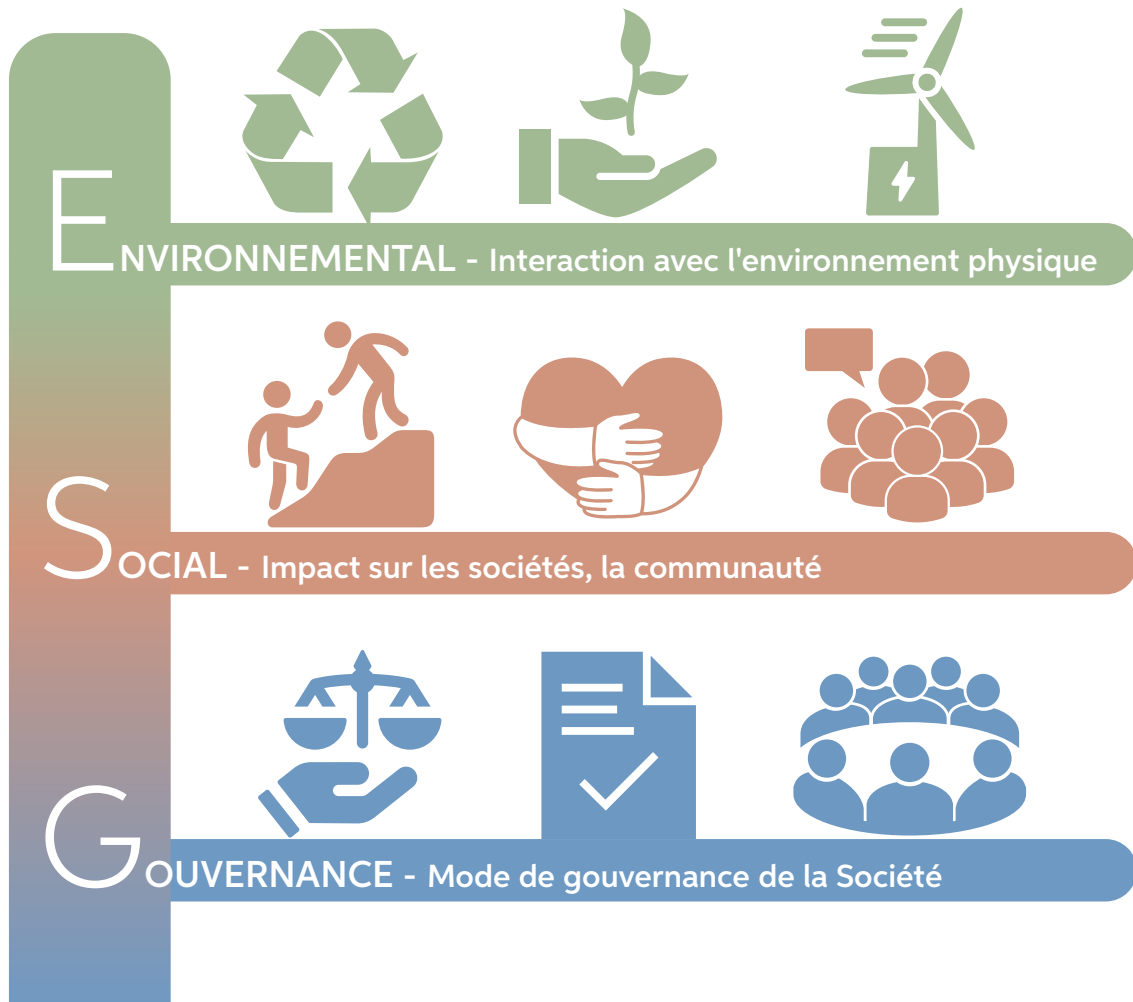 ENVIRONNEMENTAL - Interaction avec l'environnement physique
SOCIAL - Impact sur les sociétés, la communauté
GOUVERNANCE - Mode de gouvernance de la Société